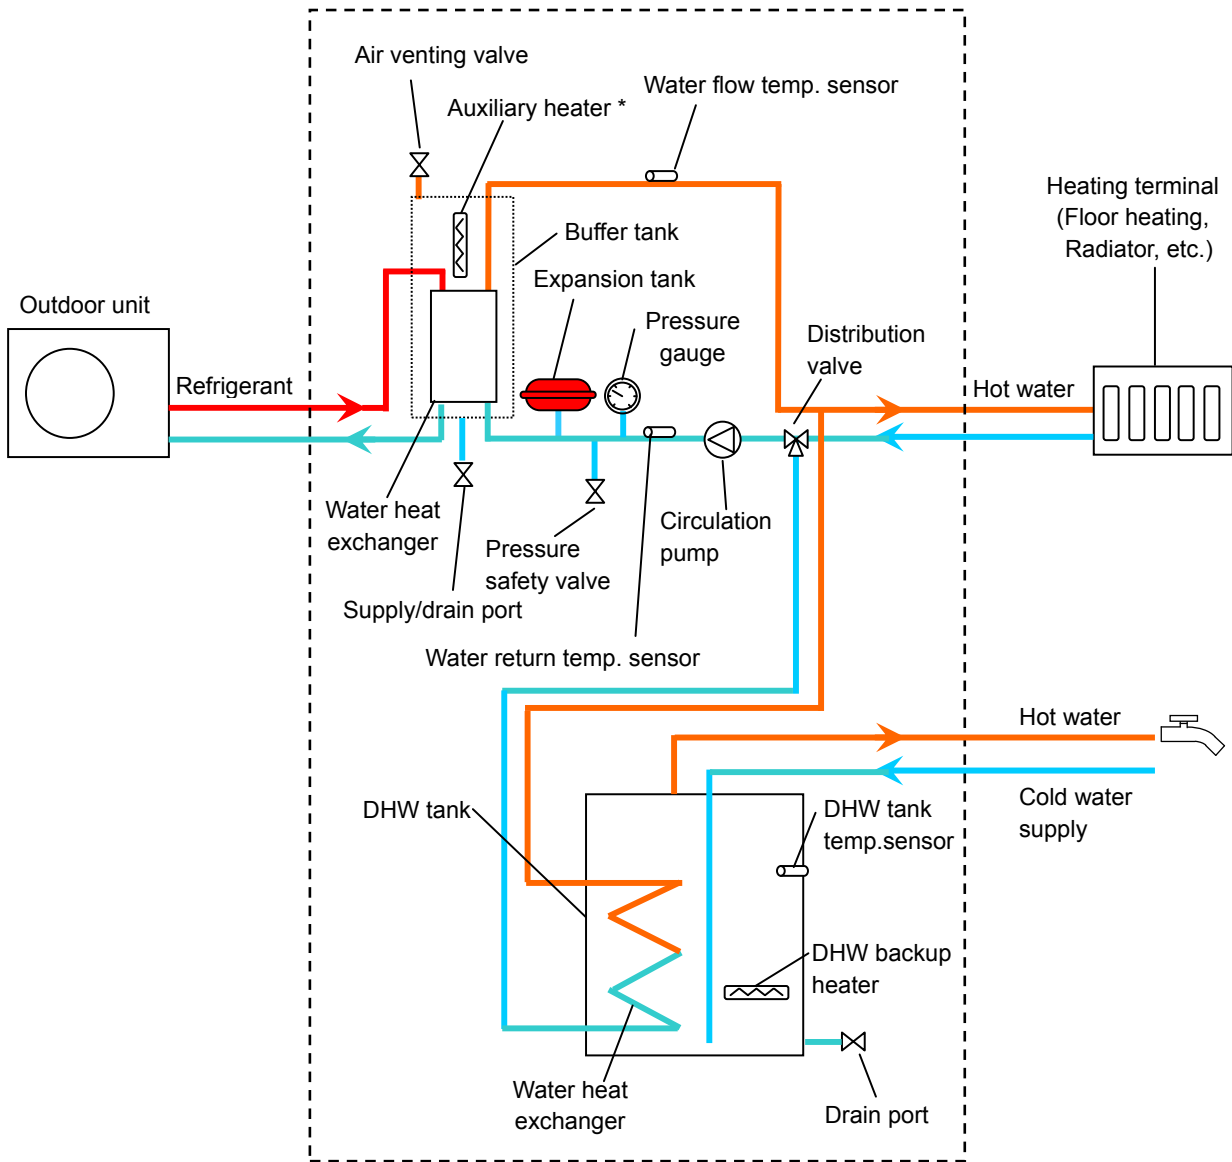 Air venting valve
Auxiliary heater *
Water flow temp. sensor
Heating terminal
(Floor heating,
Radiator, etc.)
Buffer tank
Expansion tank
Outdoor unit
Pressure
gauge
Distribution
valve
Refrigerant
Hot water
Water heat
exchanger
Circulation
pump
Pressure
safety valve
Supply/drain port
Water return temp. sensor
Hot water
Cold water
supply
DHW tank
DHW tank
temp.sensor
DHW backup
heater
Water heat
exchanger
Drain port